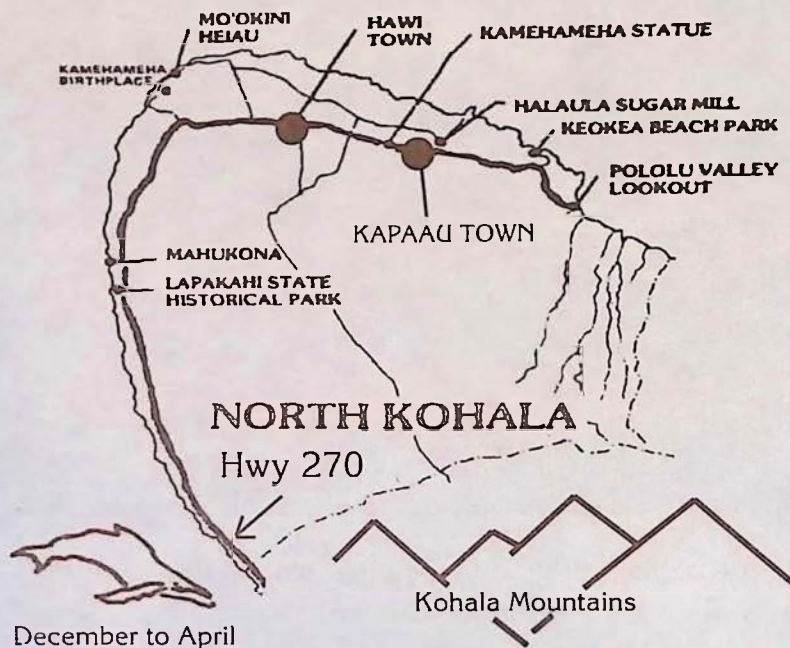 MO'OKINI
HEIAU
HAWI
TOWN
KAMEHAMEHA STATUE
KAMEHAMEHA
BIRTHPLACE
HALAULA SUGAR MILL
KEOKEA BEACH PARK
POLOLU VALLEY
LOOKOUT
KAPAAU TOWN
MAHUKONA
LAPAKAHI STATE
HISTORICAL PARK
NORTH KOHALA
Hwy 270
Kohala Mountains
December to April